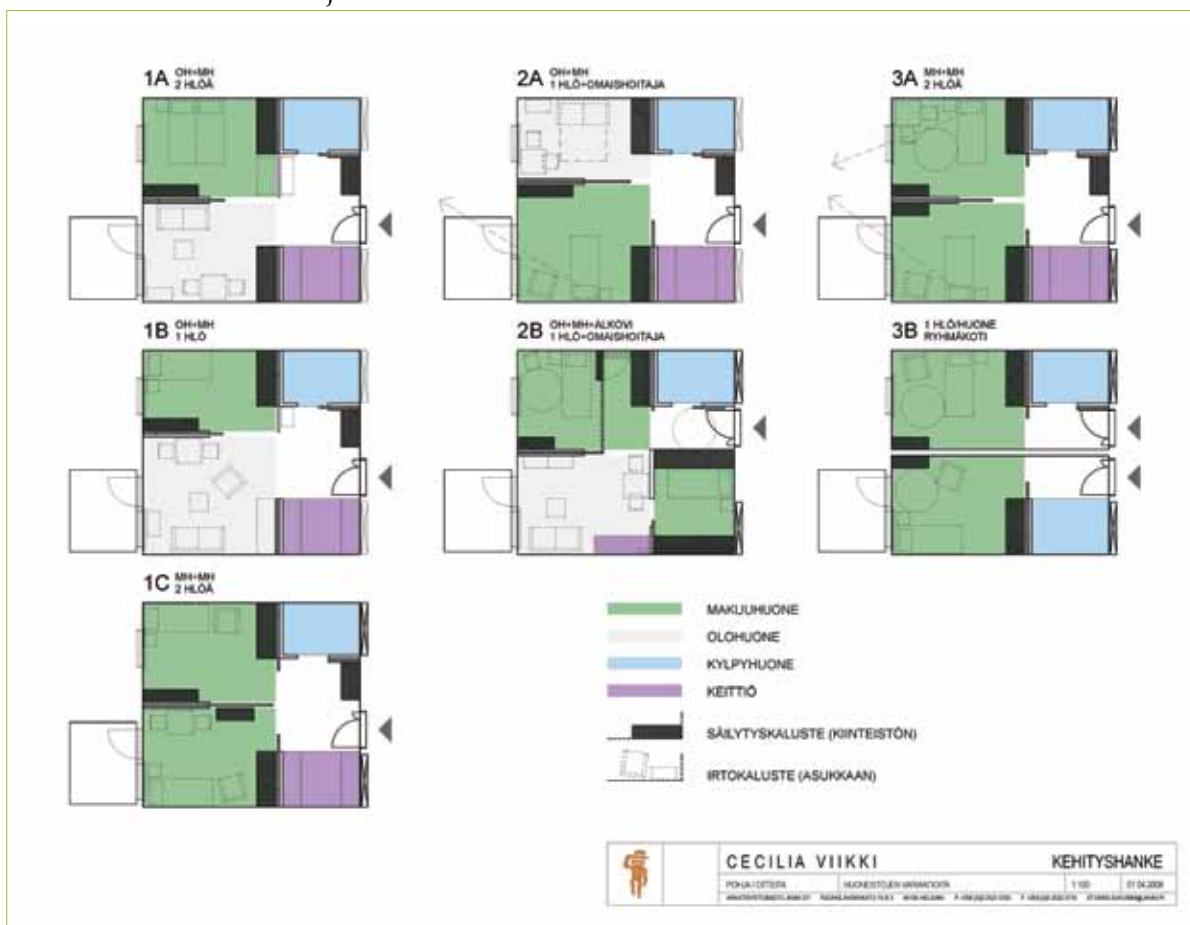 1A OH+MH
2 HLÖÄ
2A OH+MH
1 HLÖ+OMAISHOITAJA
3A MH+MH
2 HLÖÄ
1B OH+MH
1 HLÖ
2B OH+MH+ALKOVI
1 HLÖ+OMAISHOITAJA
3B 1 HLÖ/HUONE
RYHMÄKOTI
1C MH+MH
2 HLÖÄ
MAKUUHUONE
OLOHUONE
KYLPYHUONE
KEITTIÖ
SÄILYTYSKALUSTE (KIINTEISTÖN)
IRTOKALUSTE (ASUKKAAN)
CECILIA VIIKKI KEHITYSHANKE
HUONEISTOJEN VARIAATIOITA 1:100